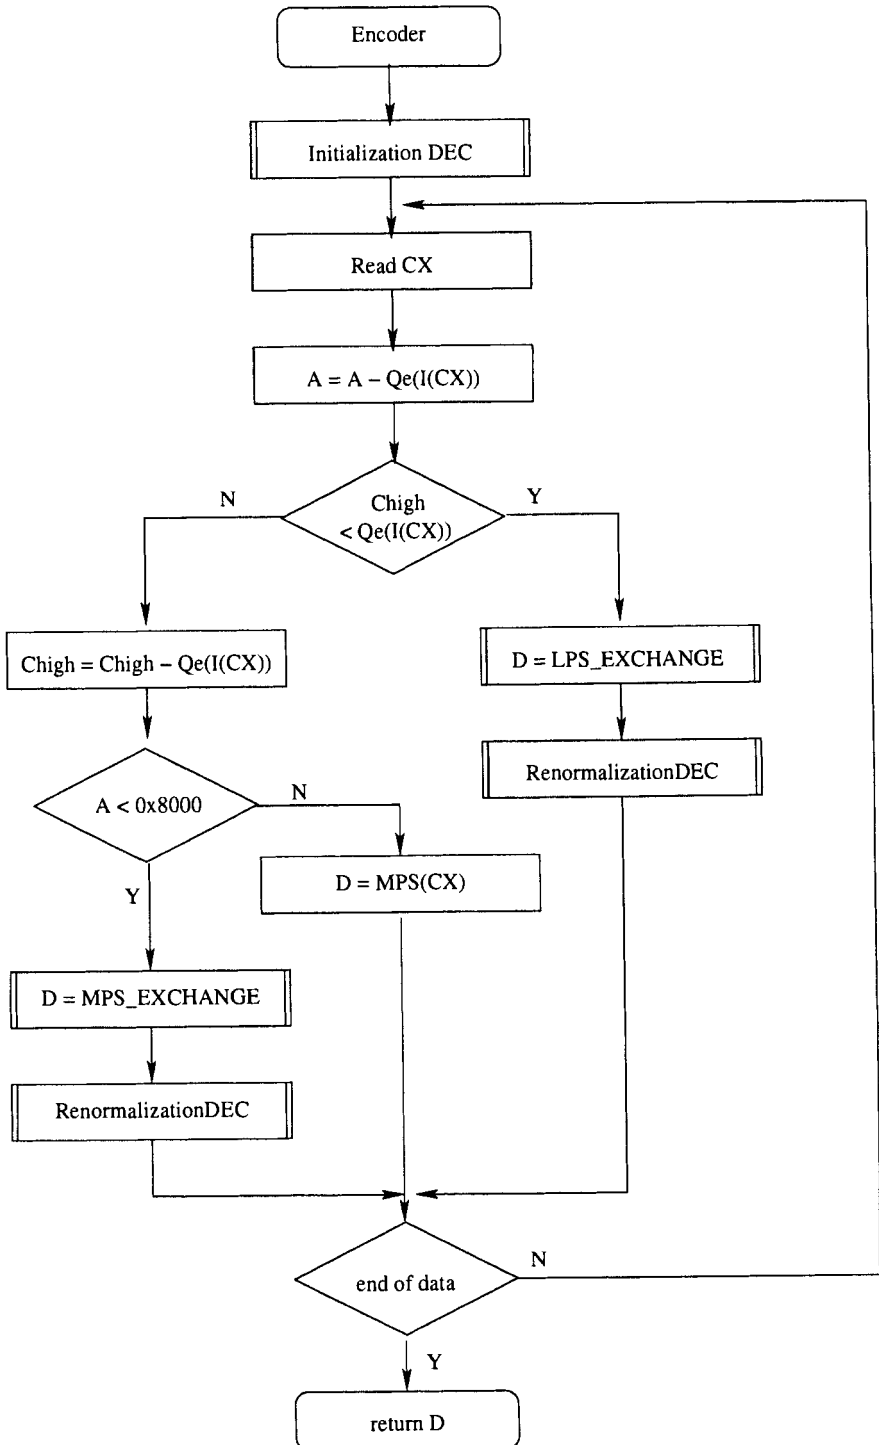 Encoder
Initialization DEC
Read CX
A = A – Qe(I(CX))
N
Chigh
< Qe(I(CX))
Y
Chigh = Chigh – Qe(I(CX))
D = LPS_EXCHANGE
RenormalizationDEC
A < 0x8000
N
D = MPS(CX)
Y
D = MPS_EXCHANGE
RenormalizationDEC
end of data
N
Y
return D